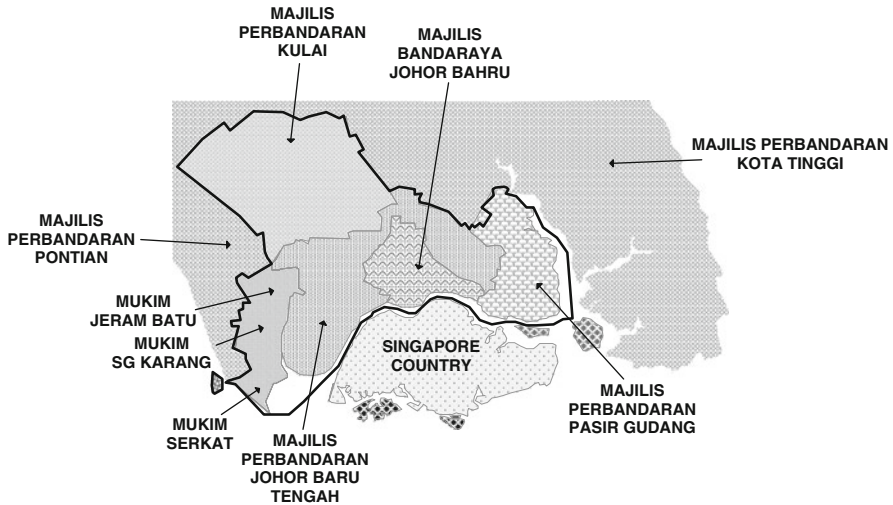 MAJILIS
PERBANDARAN
KULAI
MAJILIS
BANDARAYA
JOHOR BAHRU
MAJILIS PERBANDARAN
KOTA TINGGI
MAJILIS
PERBANDARAN
PONTIAN
MUKIM
JERAM BATU
MUKIM
SG KARANG
MUKIM
SERKAT
MAJILIS
PERBANDARAN
JOHOR BARU
TENGAH
SINGAPORE
COUNTRY
MAJILIS
PERBANDARAN
PASIR GUDANG